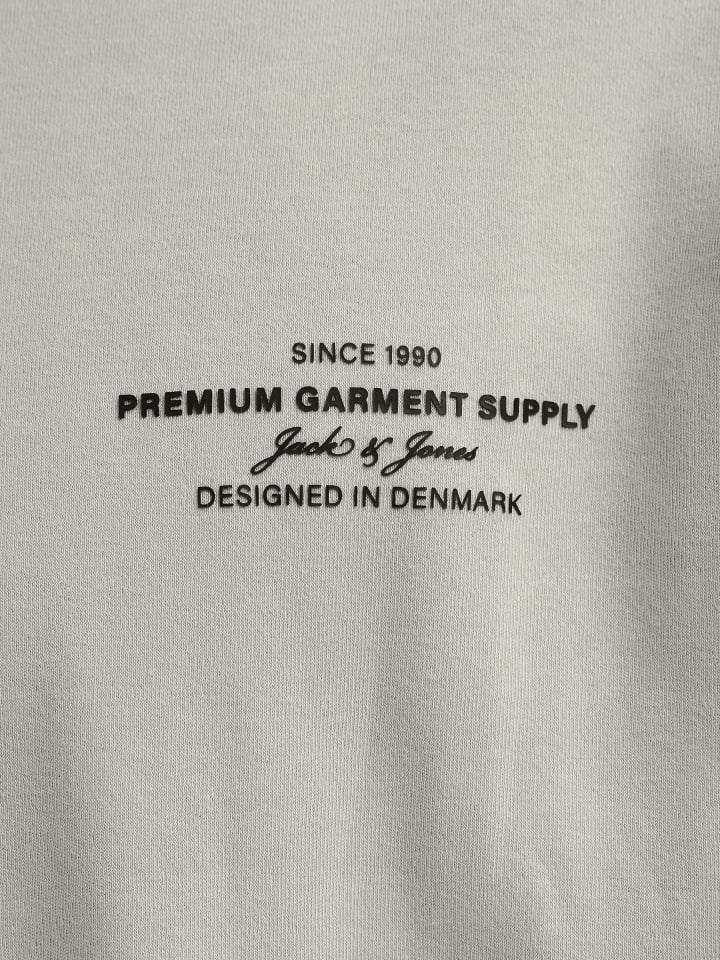 SINCE 1990
PREMIUM GARMENT SUPPLY
Jack & Jones
DESIGNED IN DENMARK